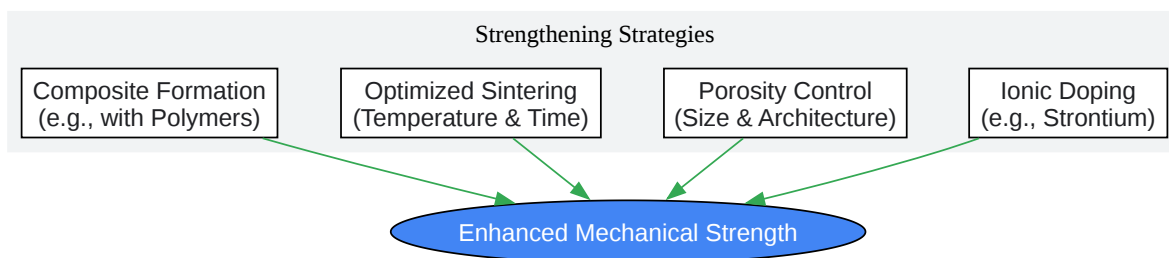 Strengthening Strategies
Composite Formation
(e.g., with Polymers)
Optimized Sintering
(Temperature & Time)
Porosity Control
(Size & Architecture)
Ionic Doping
(e.g., Strontium)
Enhanced Mechanical Strength